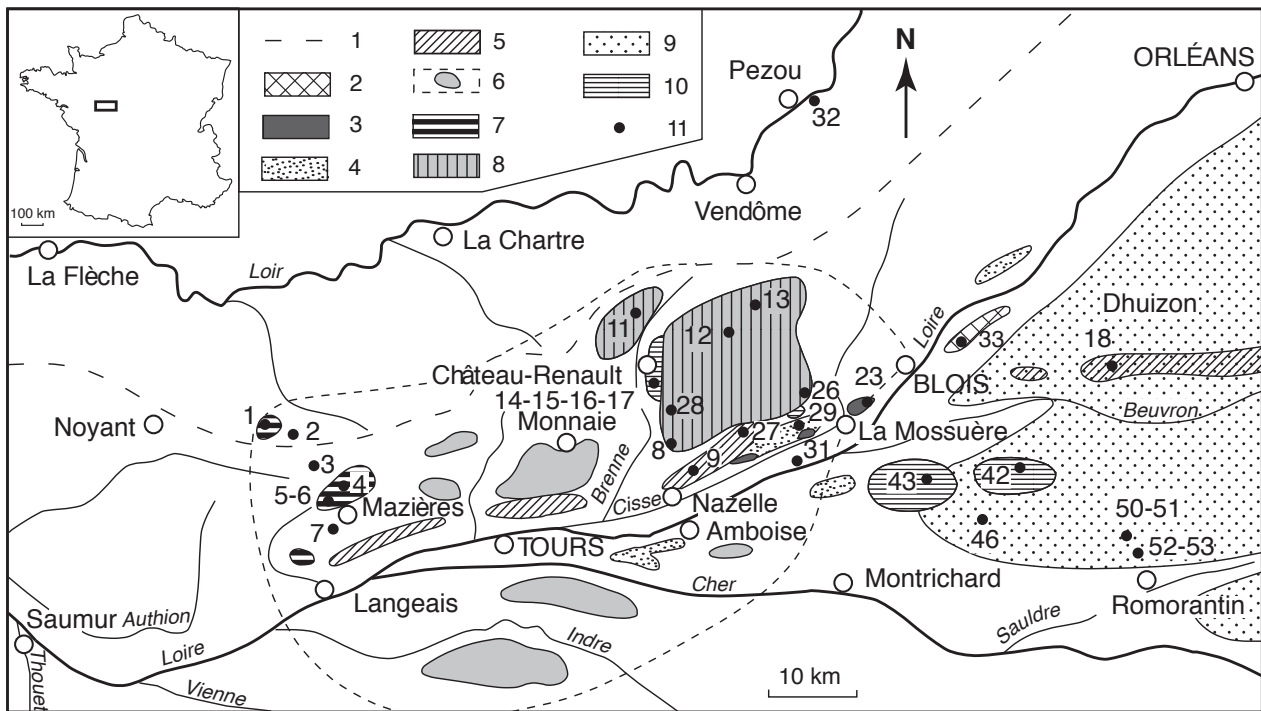 1
2
3
4
5
6
7
8
9
10
11
100 km
N
ORLÉANS
Pezou
32
Vendôme
La Chartre
La Flèche
Loir
Dhuizon
13
11
12
18
33
Loire
Château-Renault
14-15-16-17
Monnaie
28
26
23
BLOIS
29
Beuvron
Noyant
1
2
8
27
La Mossuère
3
9
31
4
5-6
Brenne
Cisse
43
42
Mazières
Nazelle
7
Amboise
50-51
46
52-53
TOURS
Cher
Montrichard
Langeais
Romorantin
Saumur
Authion
Loire
Indre
Sauldre
Thouet
Vienne
10 km